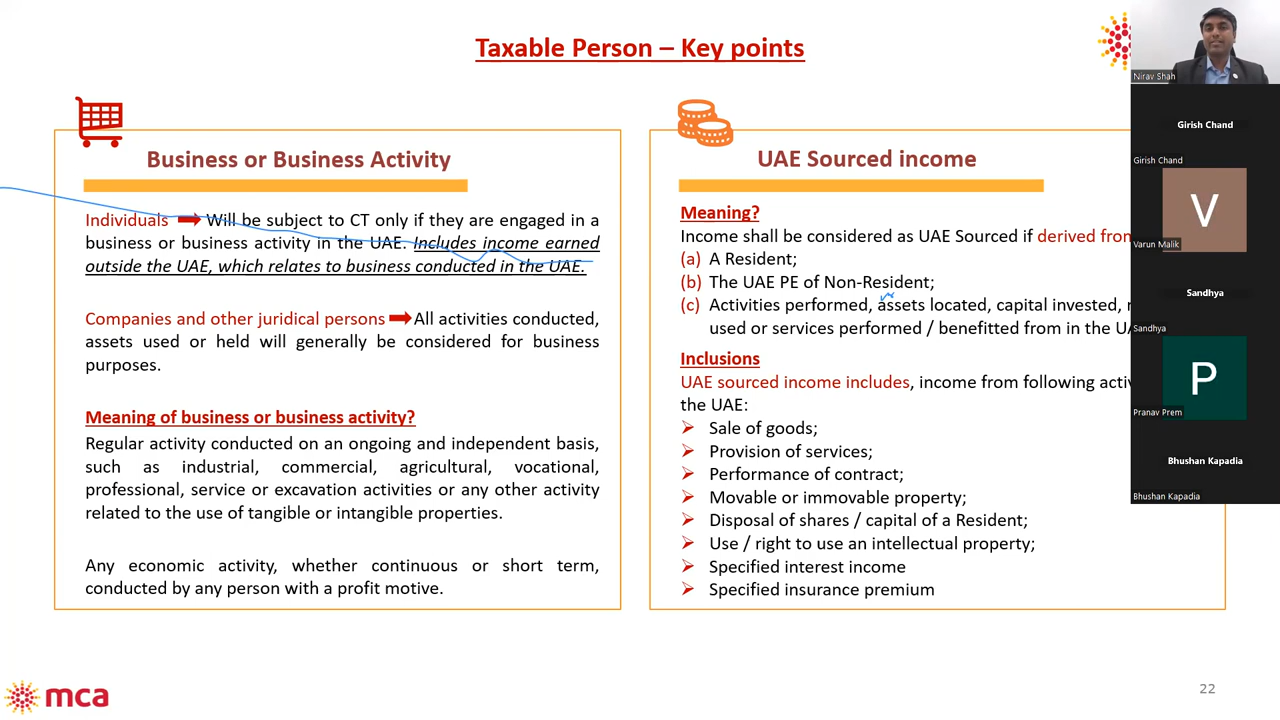 Taxable Person – Key points
Business or Business Activity
Individuals Will be subject to CT only if they are engaged in a
business or business activity in the UAE. Includes income earned
outside the UAE, which relates to business conducted in the UAE.
Companies and other juridical persons All activities conducted,
assets used or held will generally be considered for business
purposes.
Meaning of business or business activity?
Regular activity conducted on an ongoing and independent basis,
such as industrial, commercial, agricultural, vocational,
professional, service or excavation activities or any other activity
related to the use of tangible or intangible properties.
Any economic activity, whether continuous or short term,
conducted by any person with a profit motive.
UAE Sourced income
Meaning?
Income shall be considered as UAE Sourced if derived from
(a) A Resident;
(b) The UAE PE of Non-Resident;
(c) Activities performed, assets located, capital invested,
used or services performed / benefitted from in the
Inclusions
UAE sourced income includes, income from following
the UAE:
Sale of goods;
Provision of services;
Performance of contract;
Movable or immovable property;
Disposal of shares / capital of a Resident;
Use / right to use an intellectual property;
Specified interest income
Specified insurance premium
Nirav Shah
Girish Chand
Girish Chand
V
Varun Malik
Sandhya
Sandhya
P
Pranav Prem
Bhushan Kapadia
Bhushan Kapadia
mca
22